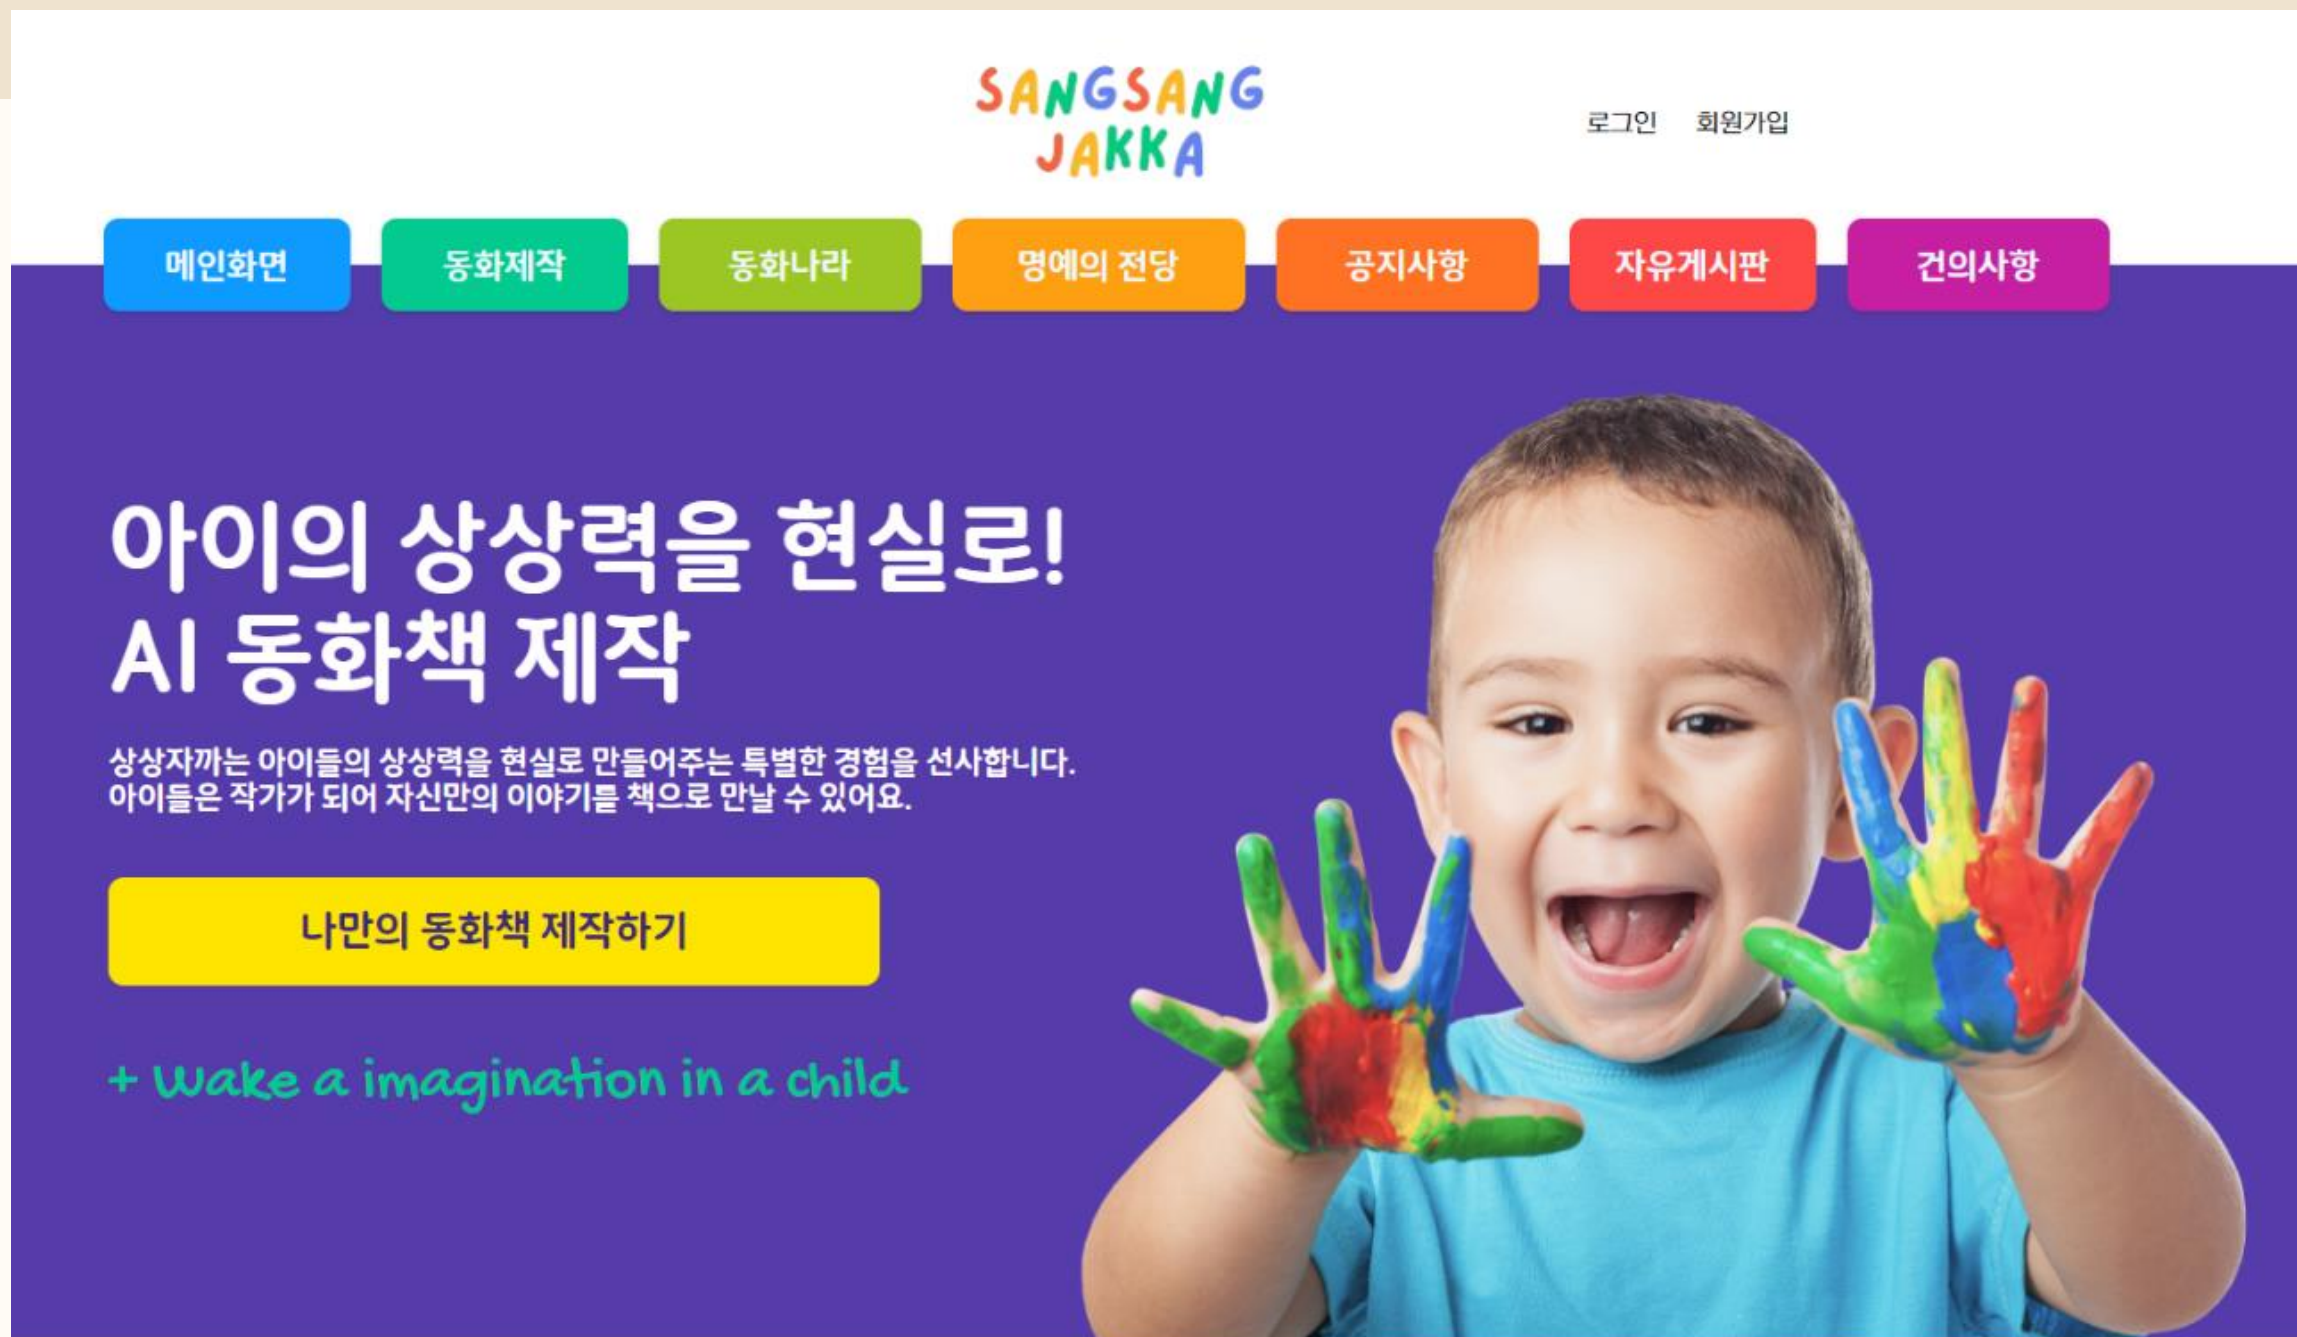 SANGSANG
JAKKA
로그인 회원가입
메인화면 동화제작 동화나라 명예의 전당 공지사항 자유게시판 건의사항
아이의 상상력을 현실로!
AI 동화책 제작
상상자까는 아이들의 상상력을 현실로 만들어주는 특별한 경험을 선사합니다.
아이들은 작가가 되어 자신만의 이야기를 책으로 만날 수 있어요.
나만의 동화책 제작하기
+ Wake a imagination in a child